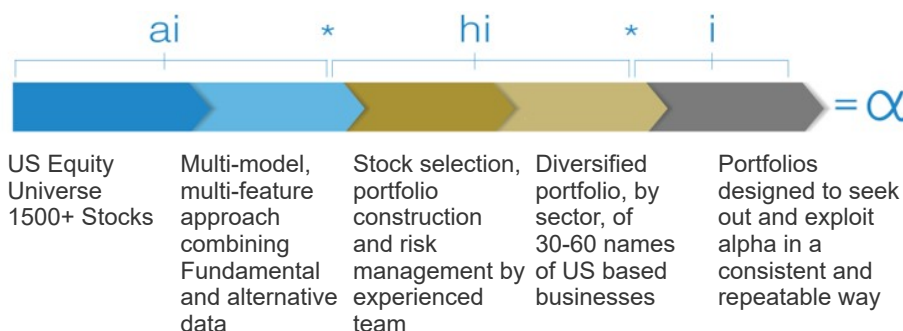 ai * hi * i
= α
US Equity
Universe
1500+ Stocks
Multi-model,
multi-feature
approach
combining
Fundamental
and alternative
data
Stock selection,
portfolio
construction
and risk
management by
experienced
team
Diversified
portfolio, by
sector, of
30-60 names
of US based
businesses
Portfolios
designed to seek
out and exploit
alpha in a
consistent and
repeatable way